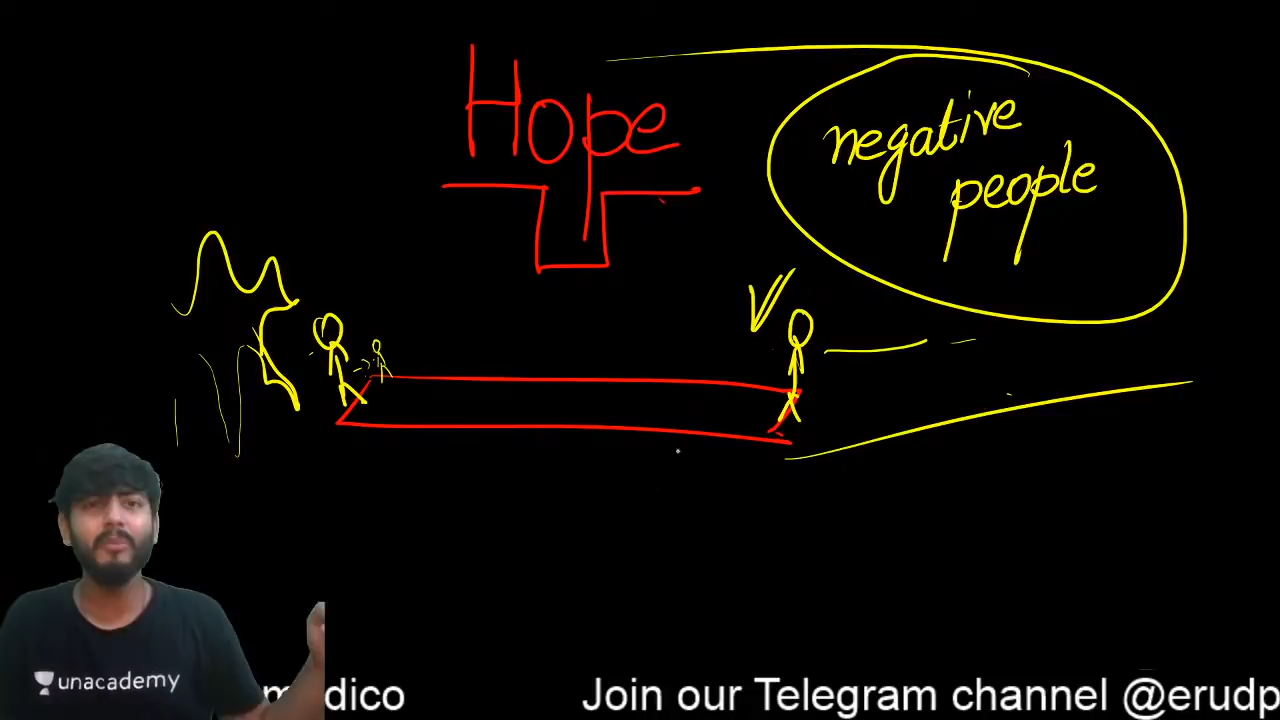 Hope
negative
people
unacademy
dico
Join our Telegram channel @erudp